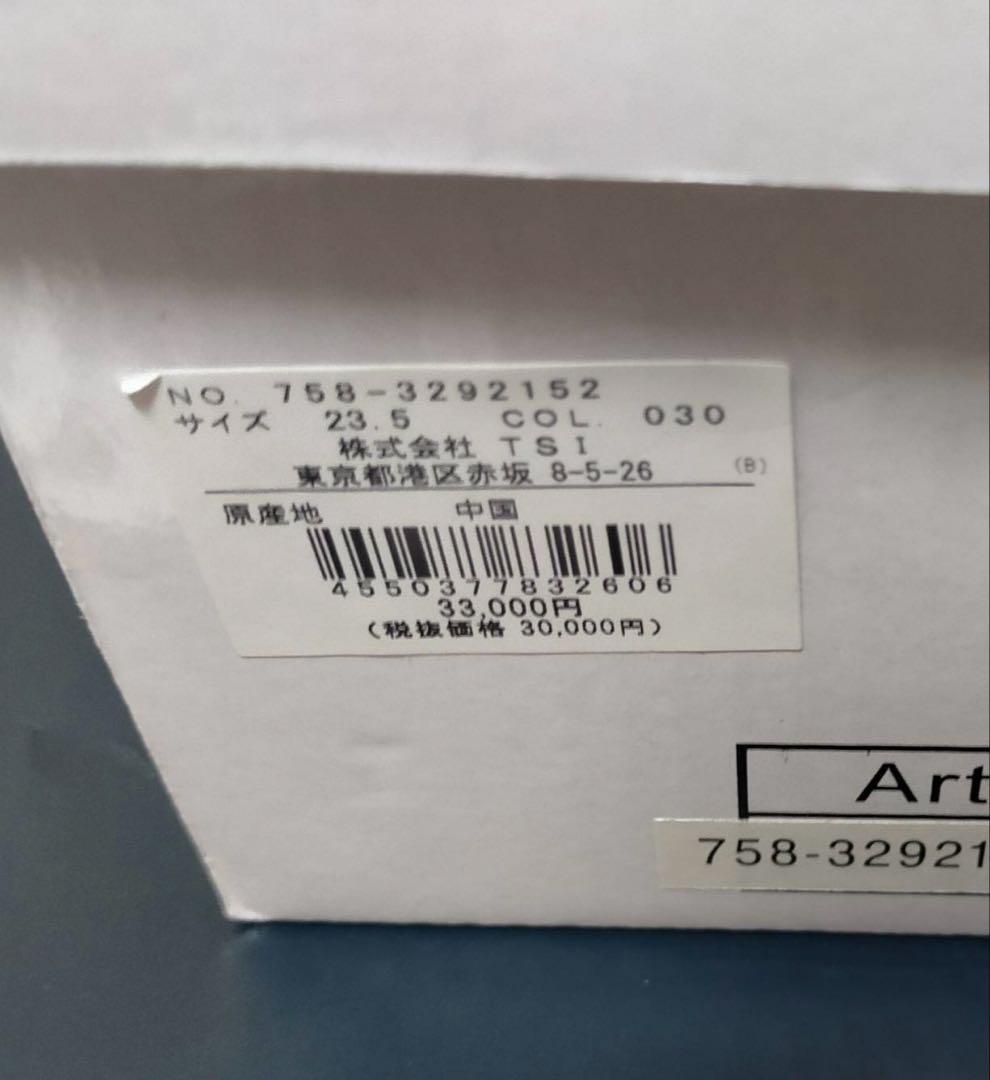 NO. 758-3292152
サイズ 23.5 COL. 030
株式会社 TSI
東京都港区赤坂 8-5-26 (B)
原産地 中国
4550377832606
33,000円
(税抜価格 30,000円)
Art
758-32921